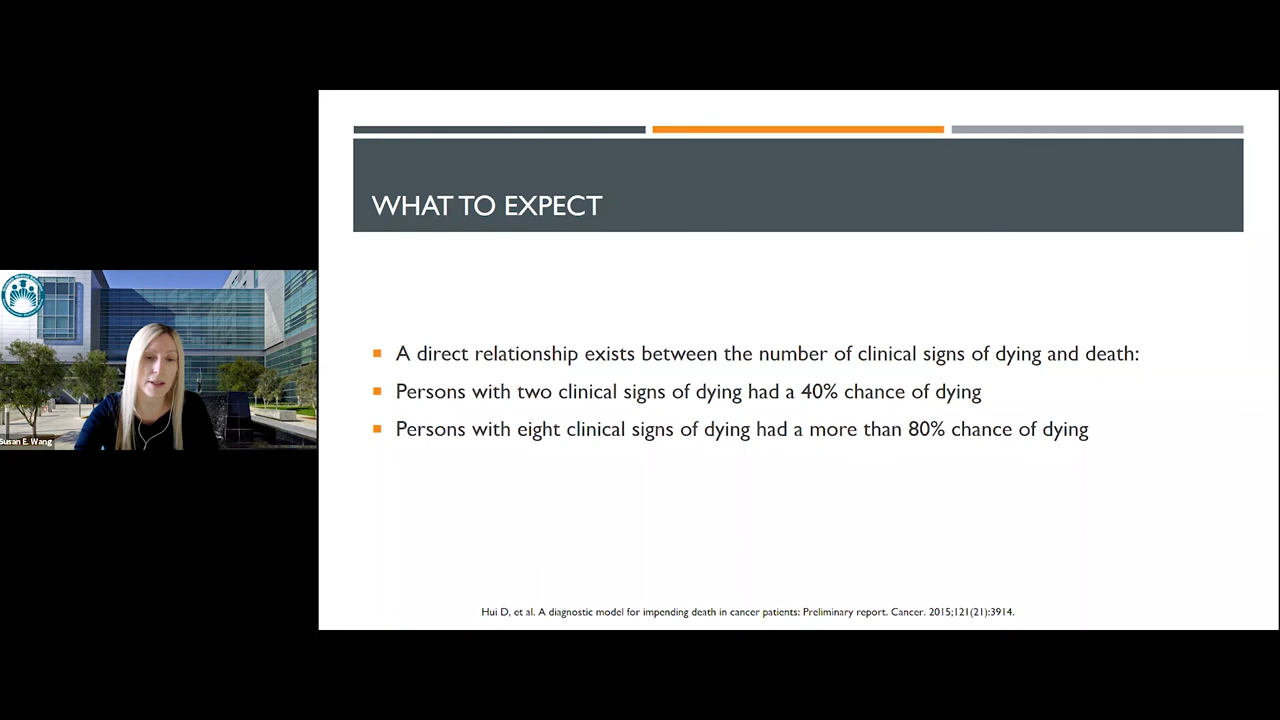 WHAT TO EXPECT
A direct relationship exists between the number of clinical signs of dying and death:
Persons with two clinical signs of dying had a 40% chance of dying
Persons with eight clinical signs of dying had a more than 80% chance of dying
Susan E. Wang
Hui D, et al. A diagnostic model for impending death in cancer patients: Preliminary report. Cancer. 2015;121(21):3914.